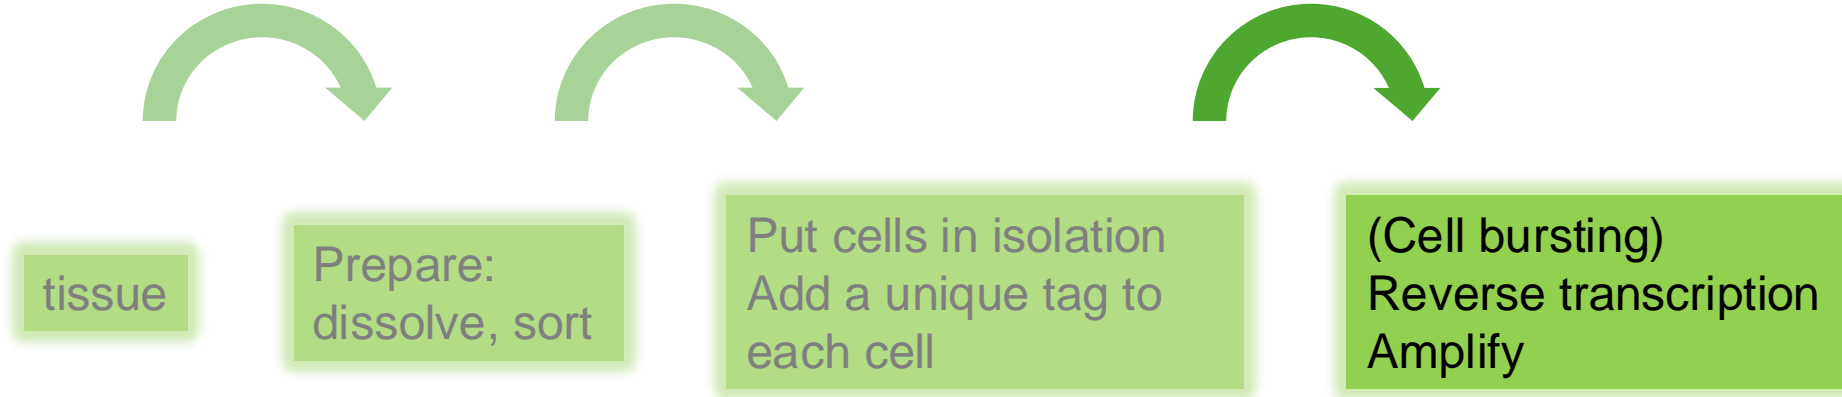 tissue
Prepare:
dissolve, sort
Put cells in isolation
Add a unique tag to
each cell
(Cell bursting)
Reverse transcription
Amplify